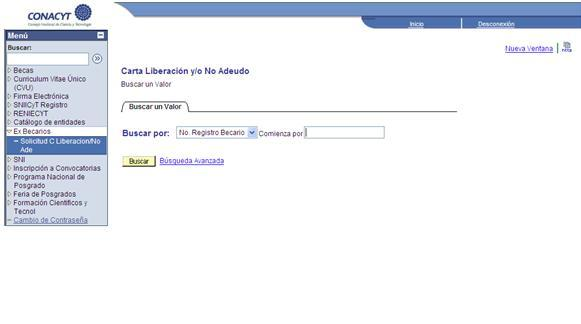 CONACYT
Consejo Nacional de Ciencia y Tecnología
Inicio
Desconexión
Menú
Buscar:
Becas
Curriculum Vitae Único
(CVU)
Firma Electrónica
SNIICyT Registro
RENIECYT
Catálogo de entidades
Ex Becarios
Solicitud C Liberacion/No
Ade
SNI
Inscripción a Convocatorias
Programa Nacional de
Posgrado
Feria de Posgrados
Formación Cientificos y
Tecnol
Cambio de Contraseña
Nueva Ventana
http
Carta Liberación y/o No Adeudo
Buscar un Valor
Buscar un Valor
Buscar por: No. Registro Becario Comienza por
Buscar Búsqueda Avanzada